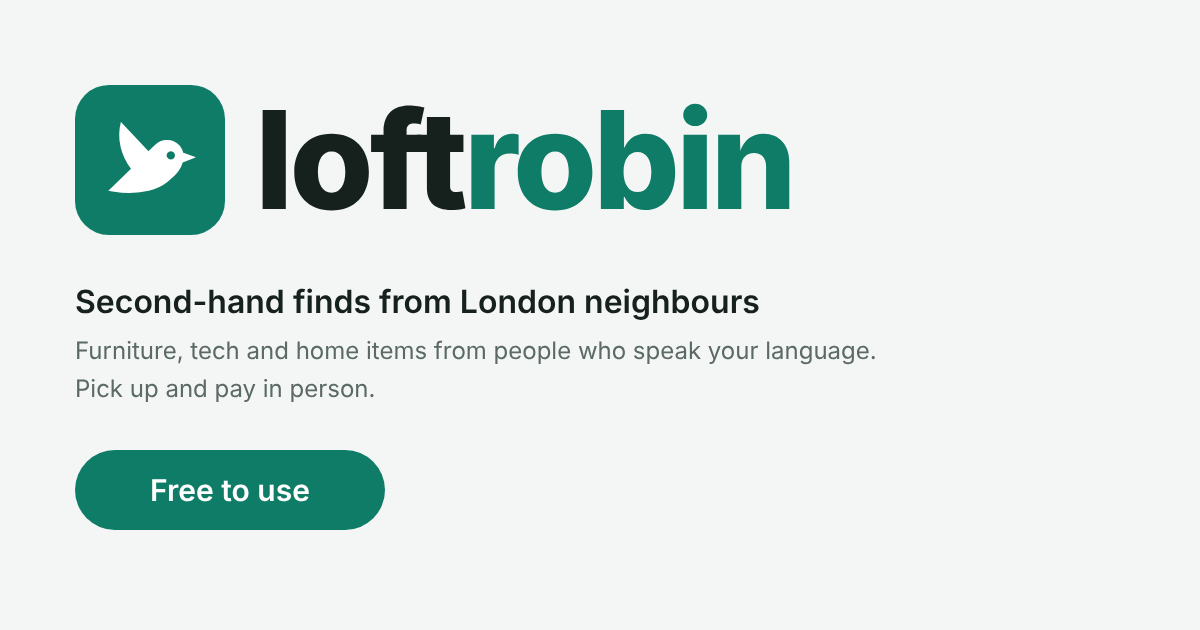 loftrobin
Second-hand finds from London neighbours
Furniture, tech and home items from people who speak your language.
Pick up and pay in person.
Free to use